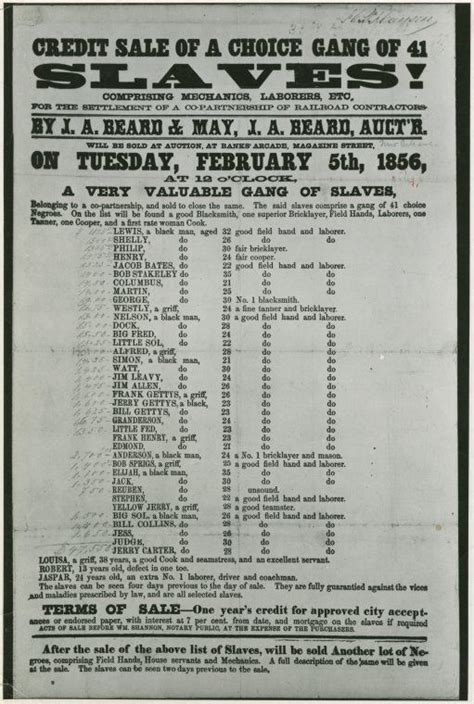 CREDIT SALE OF A CHOICE GANG OF 41
SLAVES!
COMPRISING MECHANICS, LABORERS, ETC,
FOR THE SETTLEMENT OF A CO-PARTNERSHIP OF RAILROAD CONTRACTORS
BY J. A. BEARD & MAY, J. A. BEARD, AUCT'R.
WILL BE SOLD AT AUCTION, AT BANKS' ARCADE, MAGAZINE STREET,
ON TUESDAY, FEBRUARY 5th, 1856,
AT 12 O'CLOCK,
A VERY VALUABLE GANG OF SLAVES,
Belonging to a co-partnership, and sold to close the same. The said slaves comprise a gang of 41 choice
Negroes. On the list will be found a good Blacksmith, one superior Bricklayer, Field Hands, Laborers, one
Tanner, one Cooper, and a first rate woman Cook.
LEWIS, a black man, aged 32 good field hand and laborer.
SHELLY, do 26 do do
PHILIP, do 30 fair bricklayer.
HENRY, do 24 fair cooper.
JACOB BATES, do 22 good field hand and laborer.
BOB STAKELEY do 35 do do
COLUMBUS, do 21 do do
MARTIN, do 25 do do
GEORGE, do 30 No. 1 blacksmith.
WESTLY, a griff, 24 a fine tanner and bricklayer.
NELSON, a black man, 30 a good field hand and laborer.
DOCK, do 28 do do
BIG FRED, do 24 do do
LITTLE SOL, do 22 do do
ALFRED, a griff, 28 do do
SIMON, a black man, 21 do do
WATT, do 30 do do
JIM LEAVY, do 24 do do
JIM ALLEN, do 26 do do
FRANK GETTYS, a griff, 26 do do
JERRY GETTYS, a black, 23 do do
BILL GETTYS, do 23 do do
GRANDERSON, do 24 do do
LITTLE FED, do 23 do do
FRANK HENRY, a griff, 23 do do
EDMOND, do 21 do do
ANDERSON, a black man, 24 a No. 1 bricklayer and mason.
BOB SPRIGS, a griff, 25 a good field hand and laborer.
ELIJAH, a black man, 35 do do
JACK, do 30 do do
REUBEN, do 28 unsound.
STEPHEN, do 22 a good field hand and laborer.
YELLOW JERRY, a griff, 28 a good teamster.
BIG SOL, a black man, 26 a good field hand and laborer.
BILL COLLINS, do 28 do do
JESS, do 26 do do
JUDGE, do 30 do do
JERRY CARTER, do 28 do do
LOUISA, a griff, 38 years, a good Cook and seamstress, and an excellent servant.
ROBERT, 13 years old, defect in one toe.
JASPAR, 24 years old, an extra No. 1 laborer, driver and coachman.
The slaves can be seen four days previous to the day of sale. They are fully guarantied against the vices
and maladies prescribed by law, and are all selected slaves.
TERMS OF SALE—One year's credit for approved city accept-
ances or endorsed paper, with interest at 7 per cent. from date, and mortgage on the slaves if required
ACTS OF SALE BEFORE WM. SHANNON, NOTARY PUBLIC, AT THE EXPENSE OF THE PURCHASERS.
After the sale of the above list of Slaves, will be sold Another lot of Ne-
groes, comprising Field Hands, House servants and Mechanics. A full description of the same will be given
at the sale. The slaves can be seen two days previous to the sale.